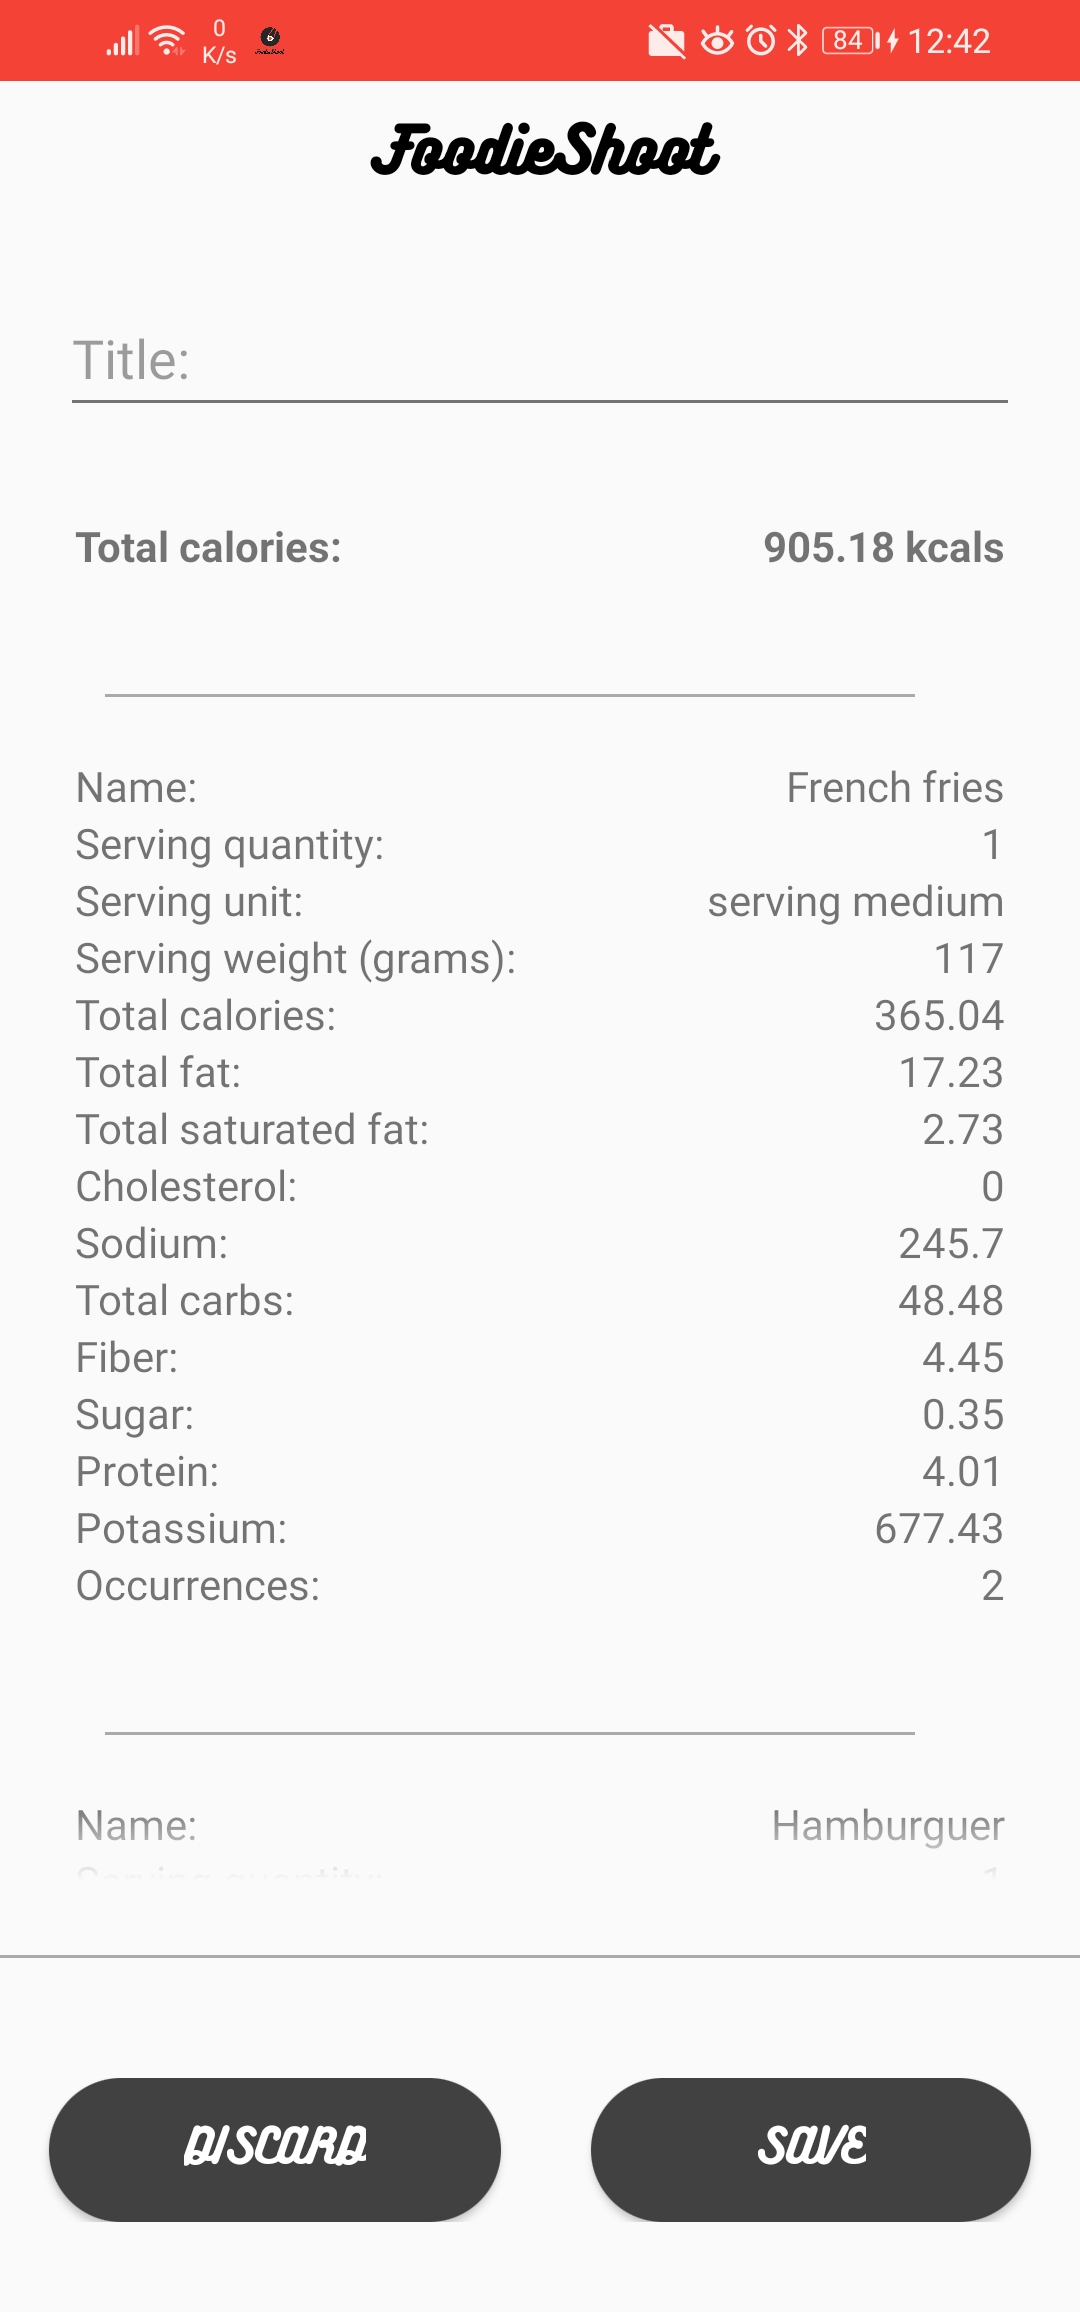 0
K/s
84
12:42
FoodieShoot
Title:
Total calories: 905.18 kcals
Name: French fries
Serving quantity: 1
Serving unit: serving medium
Serving weight (grams): 117
Total calories: 365.04
Total fat: 17.23
Total saturated fat: 2.73
Cholesterol: 0
Sodium: 245.7
Total carbs: 48.48
Fiber: 4.45
Sugar: 0.35
Protein: 4.01
Potassium: 677.43
Occurrences: 2
Name: Hamburguer
Serving quantity: 1
DISCARD
SAVE